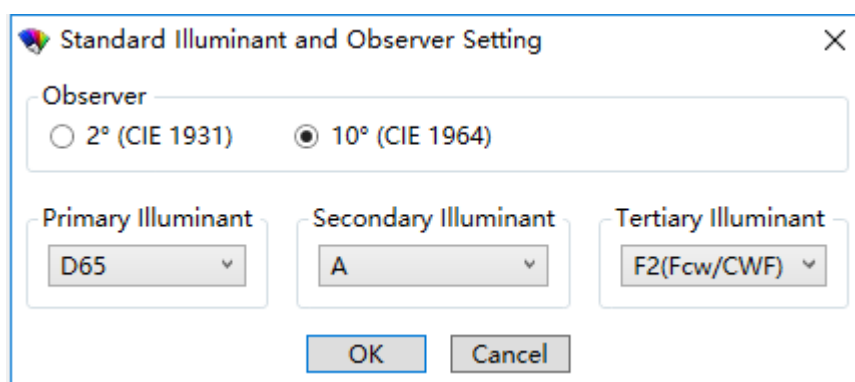 Standard Illuminant and Observer Setting
Observer
2° (CIE 1931) 10° (CIE 1964)
Primary Illuminant Secondary Illuminant Tertiary Illuminant
D65 A F2(Fcw/CWF)
OK Cancel